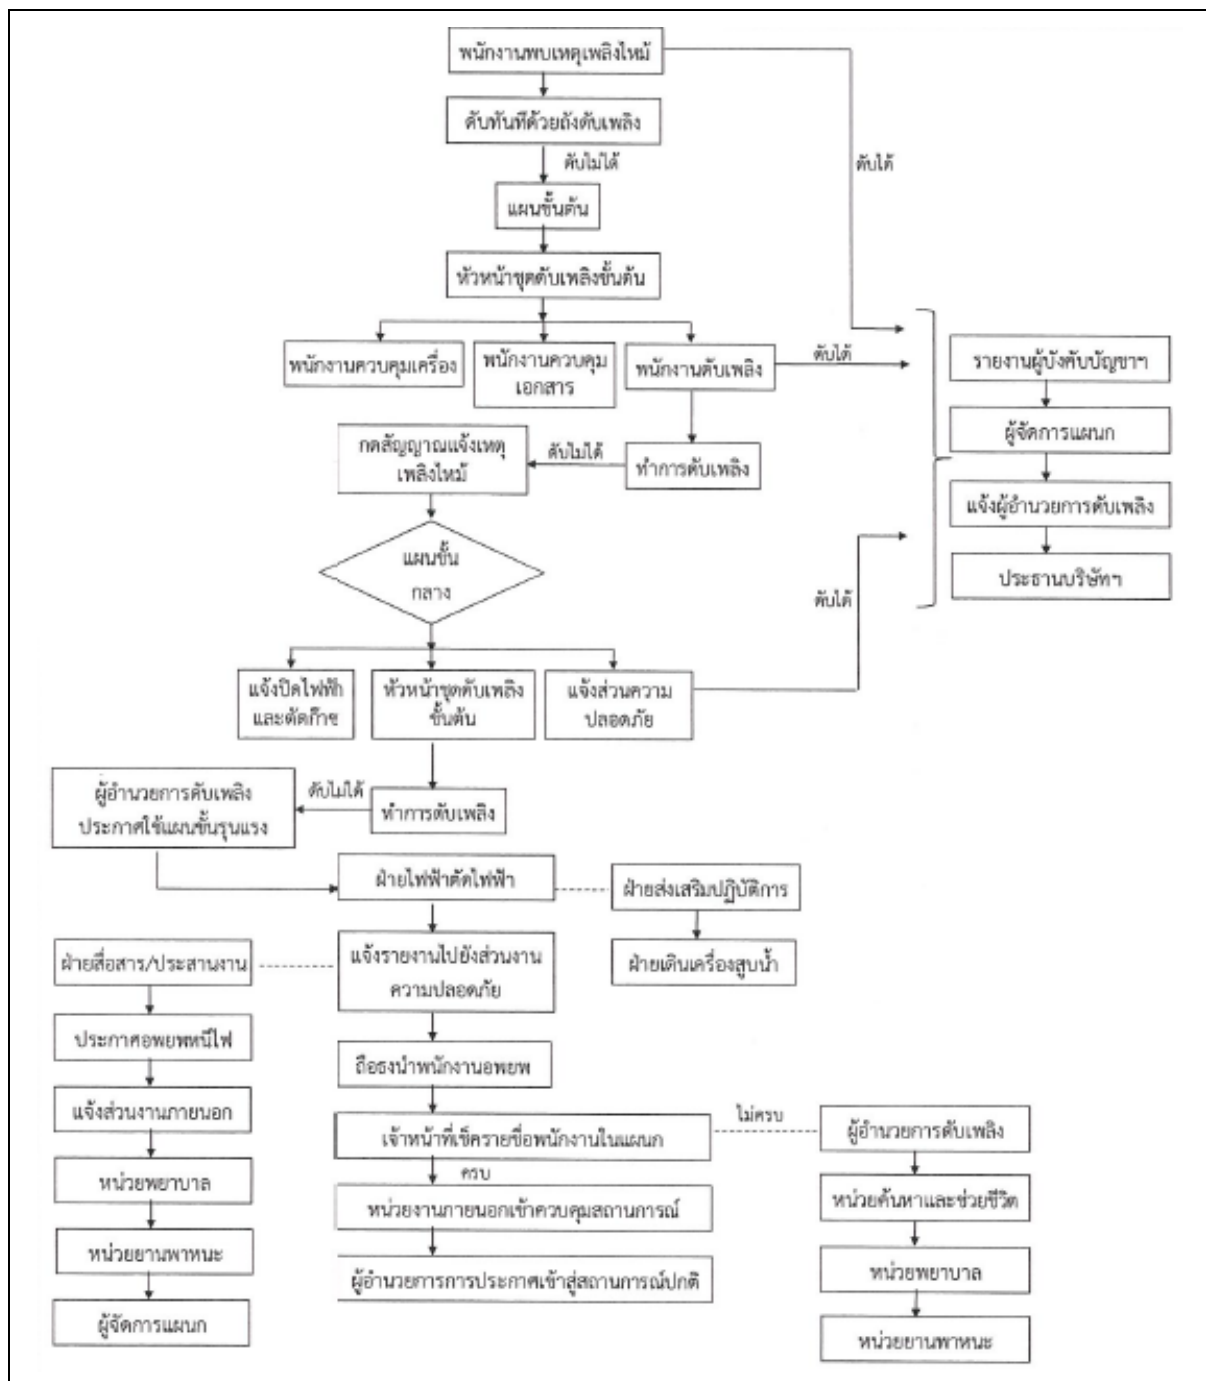 พนักงานพบเหตุเพลิงไหม้
ดับทันทีด้วยถังดับเพลิง
ดับไม่ได้
ดับได้
แผนขั้นต้น
หัวหน้าชุดดับเพลิงขั้นต้น
พนักงานควบคุมเครื่อง
พนักงานควบคุม
เอกสาร
พนักงานดับเพลิง
ดับได้
รายงานผู้บังคับบัญชาฯ
ผู้จัดการแผนก
แจ้งผู้อำนวยการดับเพลิง
ประธานบริษัทฯ
กดสัญญาณแจ้งเหตุ
เพลิงไหม้
ดับไม่ได้
ทำการดับเพลิง
แผนขั้น
กลาง
ดับได้
แจ้งปิดไฟฟ้า
และตัดก๊าซ
หัวหน้าชุดดับเพลิง
ขั้นต้น
แจ้งส่วนความ
ปลอดภัย
ผู้อำนวยการดับเพลิง
ประกาศใช้แผนขั้นรุนแรง
ดับไม่ได้
ทำการดับเพลิง
ฝ่ายไฟฟ้าตัดไฟฟ้า
ฝ่ายส่งเสริมปฏิบัติการ
ฝ่ายเดินเครื่องสูบน้ำ
ฝ่ายสื่อสาร/ประสานงาน
แจ้งรายงานไปยังส่วนงาน
ความปลอดภัย
ประกาศอพยพหนีไฟ
ถือธงนำพนักงานอพยพ
แจ้งส่วนงานภายนอก
เจ้าหน้าที่เช็ครายชื่อพนักงานในแผนก
ไม่ครบ
ผู้อำนวยการดับเพลิง
ครบ
หน่วยพยาบาล
หน่วยงานภายนอกเข้าควบคุมสถานการณ์
หน่วยค้นหาและช่วยชีวิต
หน่วยยานพาหนะ
ผู้อำนวยการการประกาศเข้าสู่สถานการณ์ปกติ
หน่วยพยาบาล
ผู้จัดการแผนก
หน่วยยานพาหนะ